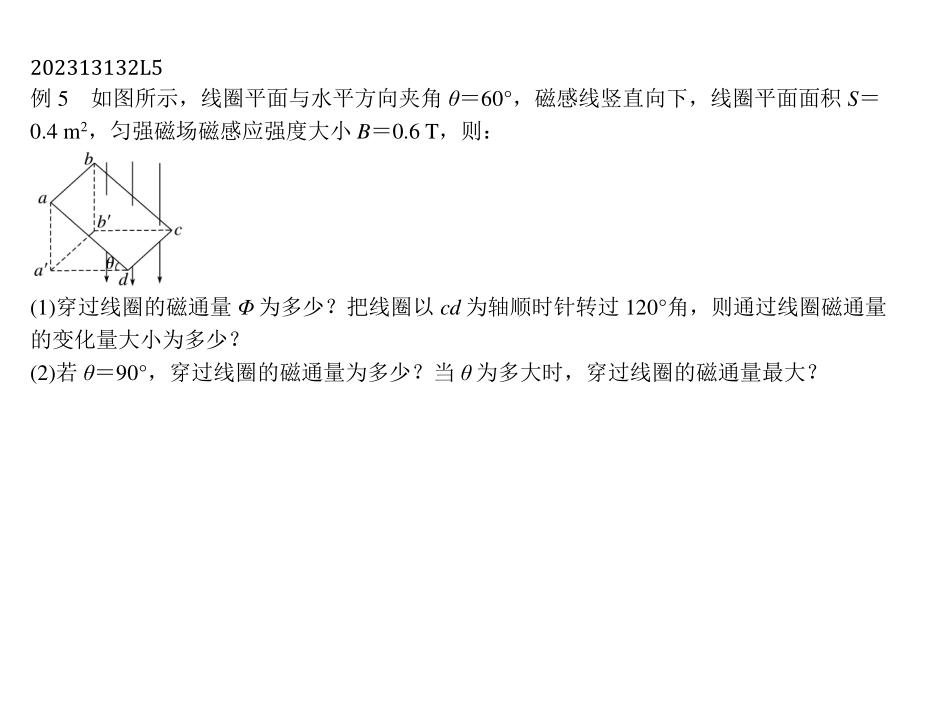 202313132L5
例 5　如图所示，线圈平面与水平方向夹角 θ＝60°，磁感线竖直向下，线圈平面面积 S＝
0.4 m²，匀强磁场磁感应强度大小 B＝0.6 T，则：
b
a
b′
c
θ
a′
d
(1)穿过线圈的磁通量 Φ 为多少？把线圈以 cd 为轴顺时针转过 120°角，则通过线圈磁通量
的变化量大小为多少？
(2)若 θ＝90°，穿过线圈的磁通量为多少？当 θ 为多大时，穿过线圈的磁通量最大？